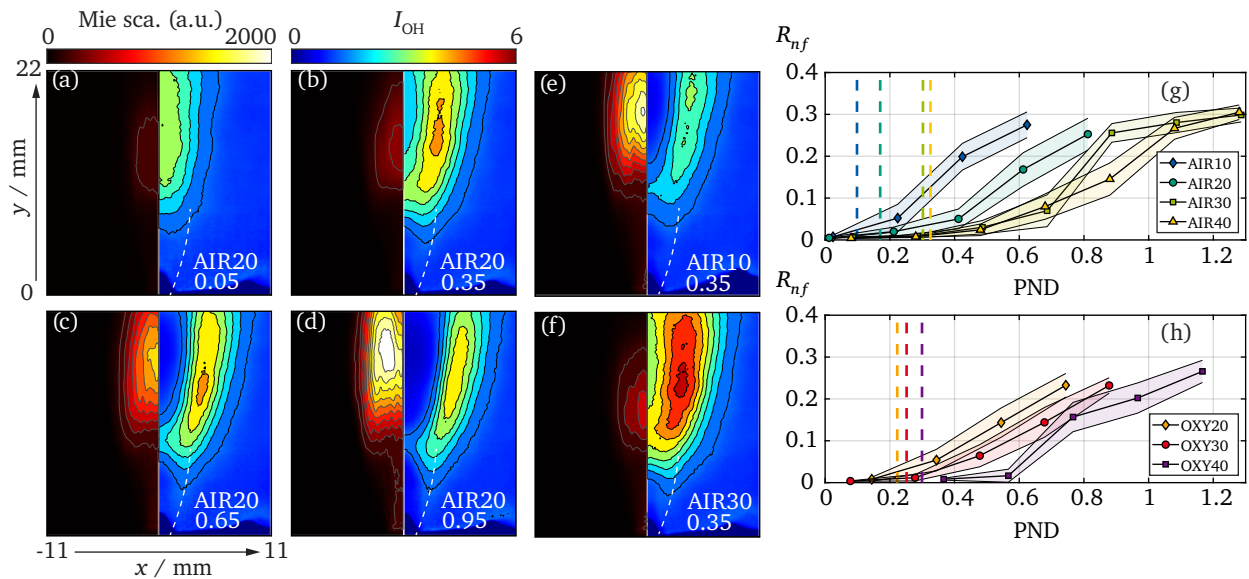 Mie sca. (a.u.)
0 2000
I_OH
0 6
22
y / mm
0
(a)
AIR20
0.05
(b)
AIR20
0.35
(e)
AIR10
0.35
(c)
AIR20
0.65
(d)
AIR20
0.95
(f)
AIR30
0.35
-11 11
x / mm
R_nf
0.4
0.3
0.2
0.1
0
(g)
AIR10
AIR20
AIR30
AIR40
0 0.2 0.4 0.6 0.8 1 1.2
PND
R_nf
0.4
0.3
0.2
0.1
0
(h)
OXY20
OXY30
OXY40
0 0.2 0.4 0.6 0.8 1 1.2
PND